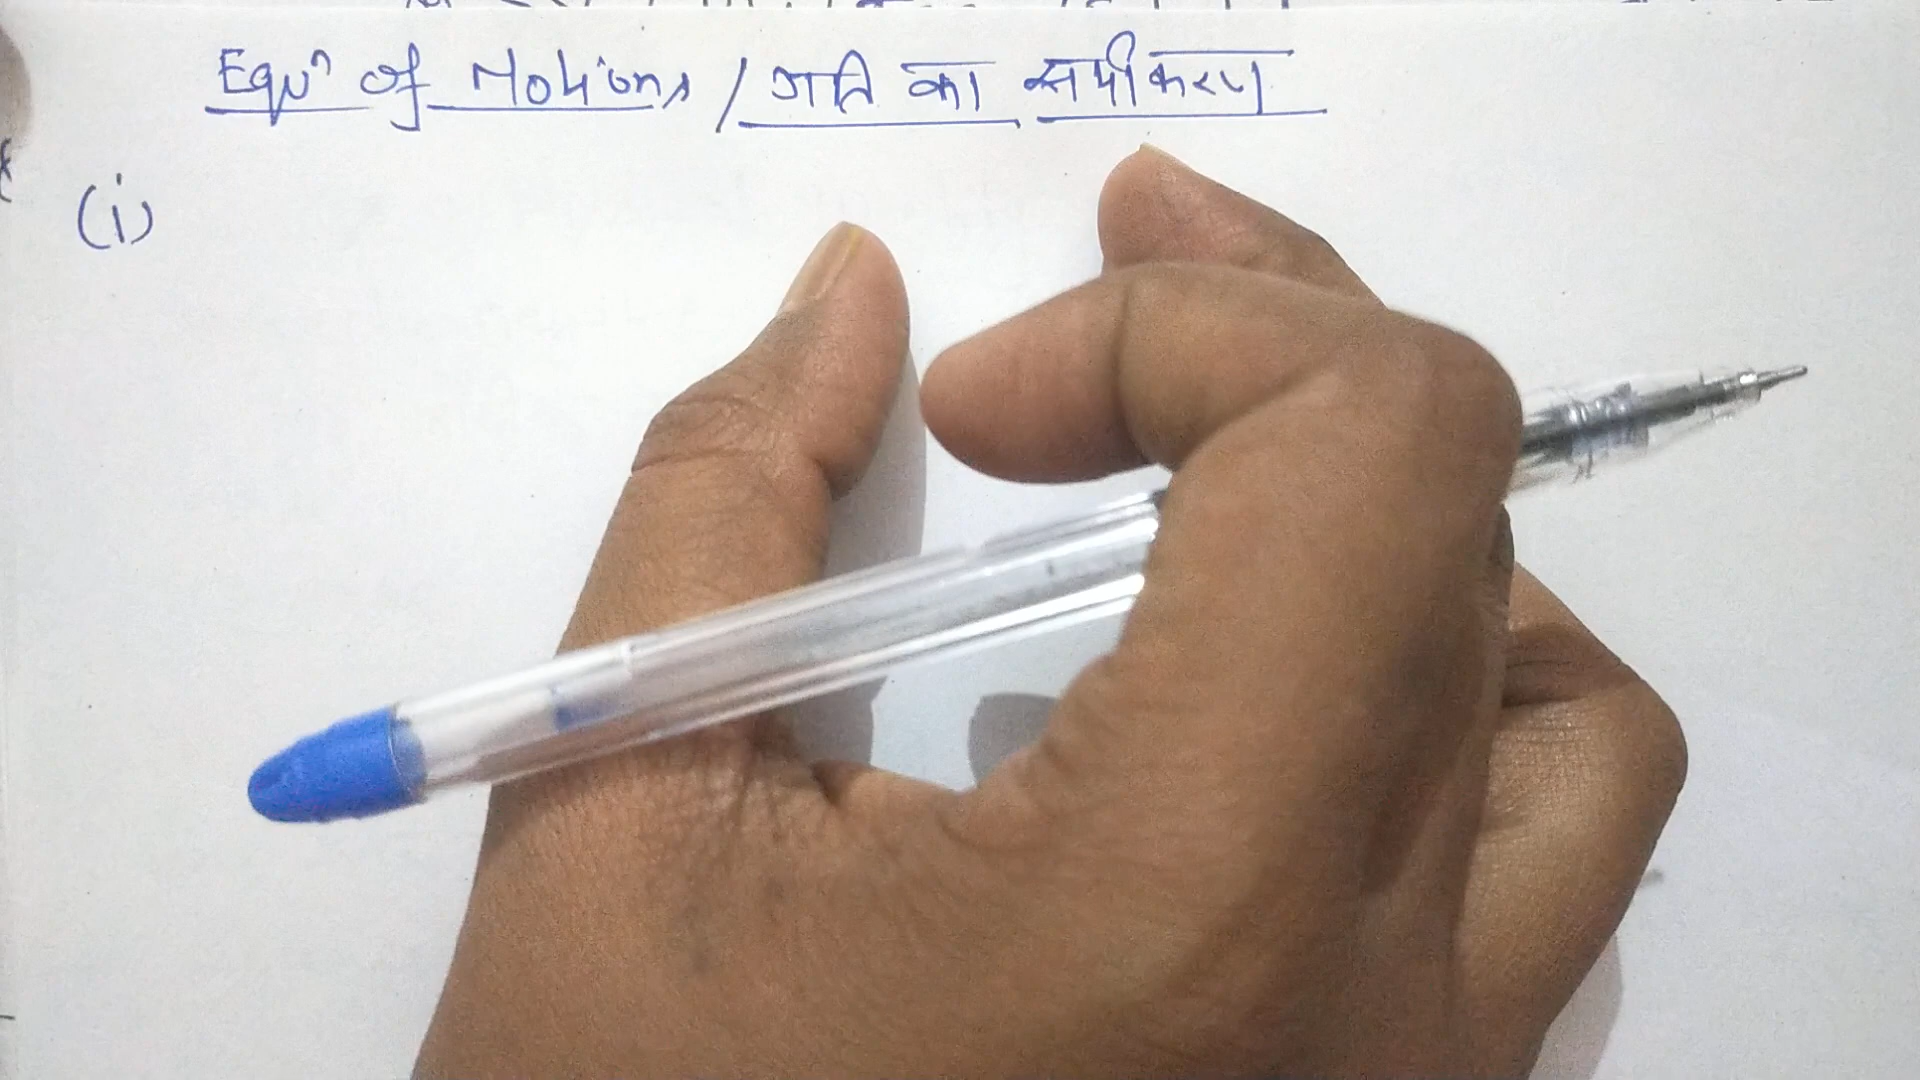 Equⁿ of Motions / गति का समीकरण
(i)